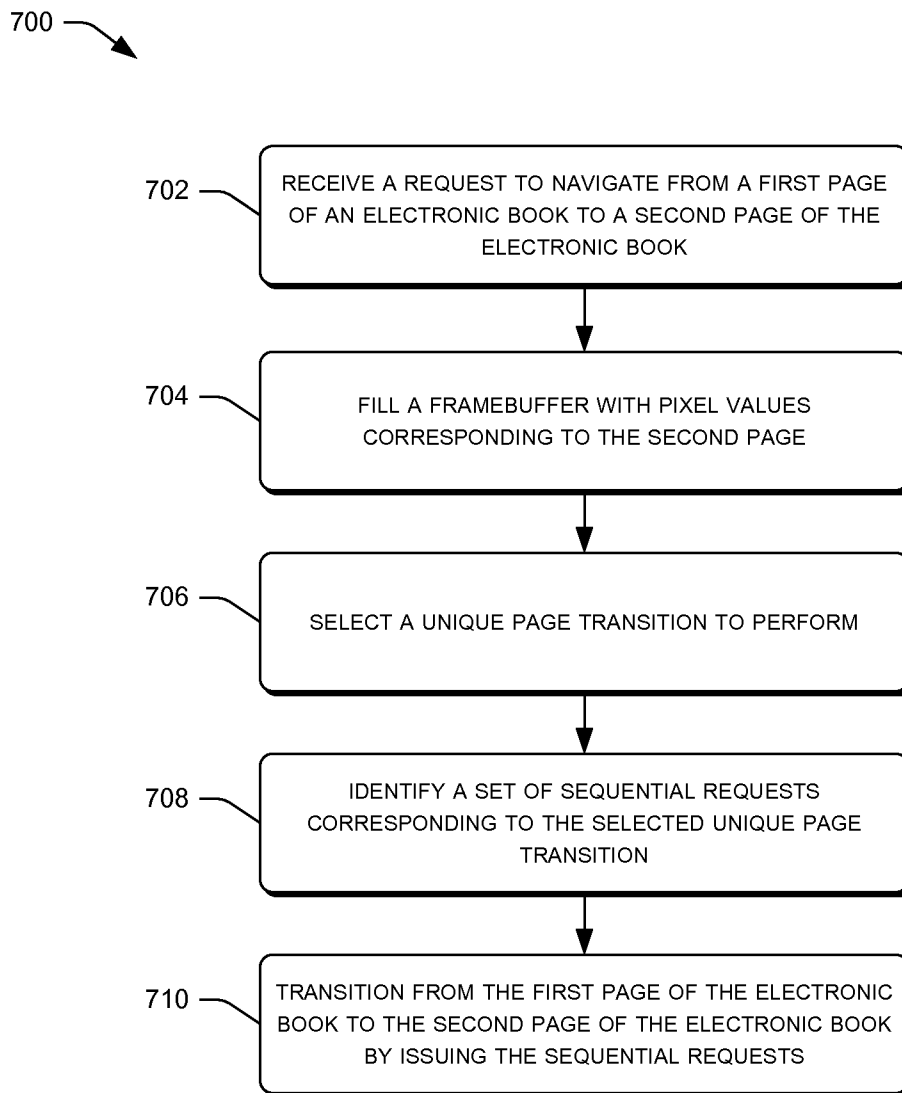 700
702
RECEIVE A REQUEST TO NAVIGATE FROM A FIRST PAGE
OF AN ELECTRONIC BOOK TO A SECOND PAGE OF THE
ELECTRONIC BOOK
704
FILL A FRAMEBUFFER WITH PIXEL VALUES
CORRESPONDING TO THE SECOND PAGE
706
SELECT A UNIQUE PAGE TRANSITION TO PERFORM
708
IDENTIFY A SET OF SEQUENTIAL REQUESTS
CORRESPONDING TO THE SELECTED UNIQUE PAGE
TRANSITION
710
TRANSITION FROM THE FIRST PAGE OF THE ELECTRONIC
BOOK TO THE SECOND PAGE OF THE ELECTRONIC BOOK
BY ISSUING THE SEQUENTIAL REQUESTS